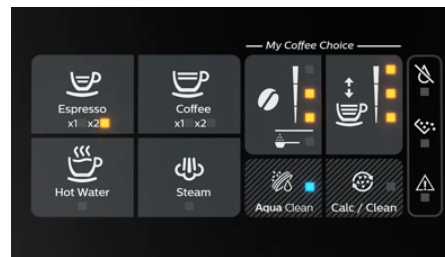 My Coffee Choice
Espresso
x1 x2
Coffee
x1 x2
Hot Water
Steam
Aqua Clean
Calc / Clean